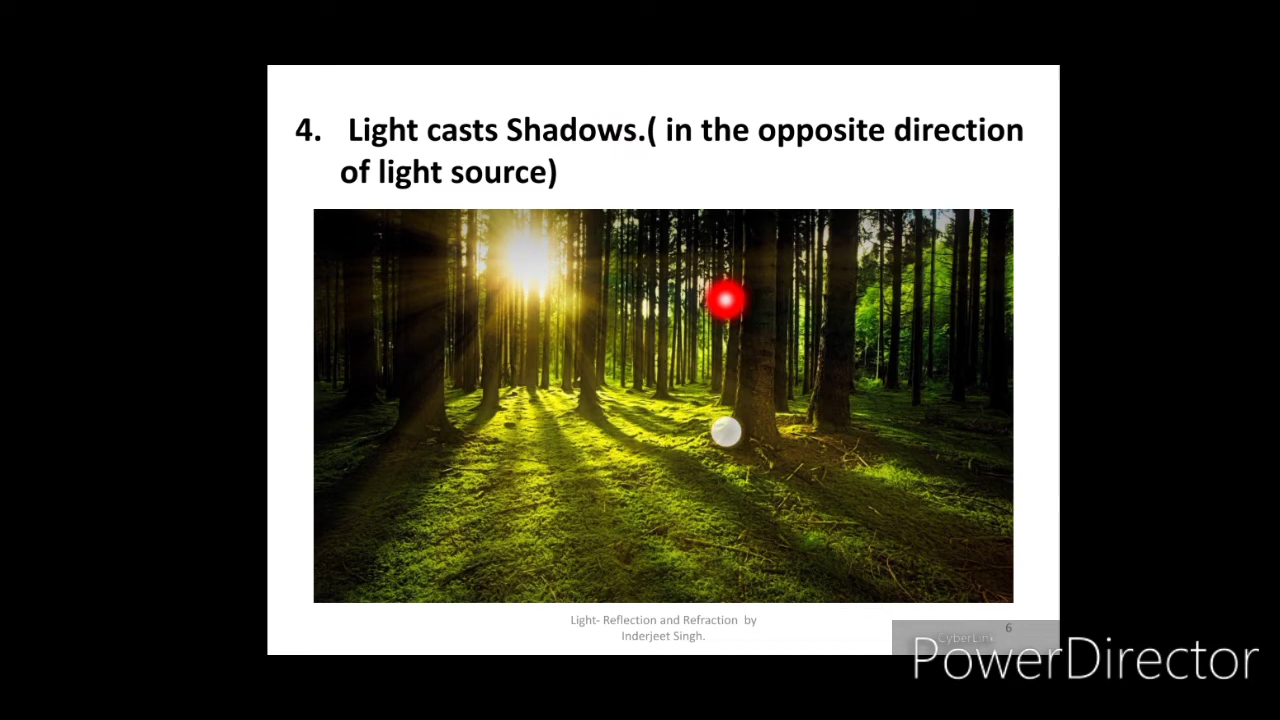 4. Light casts Shadows.( in the opposite direction
of light source)
Light- Reflection and Refraction by
Inderjeet Singh.
6
CyberLink
PowerDirector